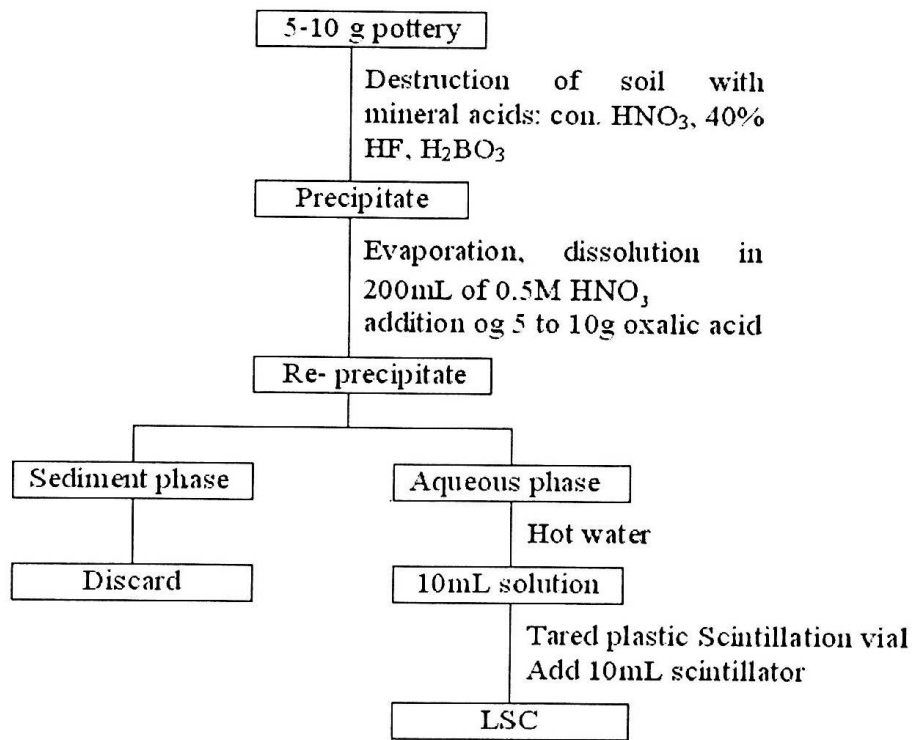 5-10 g pottery
Destruction of soil with
mineral acids: con. HNO₃, 40%
HF, H₂BO₃
Precipitate
Evaporation, dissolution in
200mL of 0.5M HNO₃
addition og 5 to 10g oxalic acid
Re- precipitate
Sediment phase
Aqueous phase
Hot water
Discard
10mL solution
Tared plastic Scintillation vial
Add 10mL scintillator
LSC